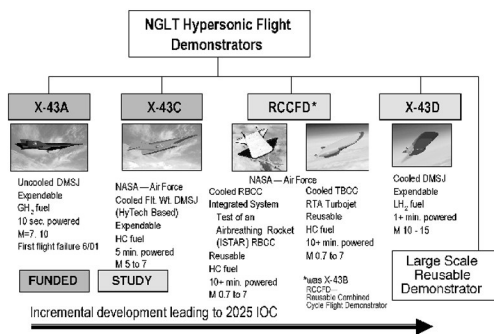 NGLT Hypersonic Flight
Demonstrators
X-43A
X-43C
RCCFD*
X-43D
Uncooled DMSJ
Expendable
GH2 fuel
10 sec. powered
M=7, 10
First flight failure 6/01
NASA—Air Force
Cooled Flt. Wt. DMSJ
(HyTech Based)
Expendable
HC fuel
5 min. powered
M 5 to 7
NASA—Air Force
Cooled RBCC
Integrated System
Test of an
Airbreathing Rocket
(ISTAR) RBCC
Reusable
HC fuel
10+ min. powered
M 0.7 to 7
Cooled TBCC
RTA Turbojet
Reusable
HC fuel
10+ min. powered
M 0.7 to 7
*was X-43B
RCCFD—
Reusable Combined
Cycle Flight Demonstrator
Cooled DMSJ
Expendable
LH2 fuel
1+ min. powered
M 10 - 15
Large Scale
Reusable
Demonstrator
FUNDED
STUDY
Incremental development leading to 2025 IOC